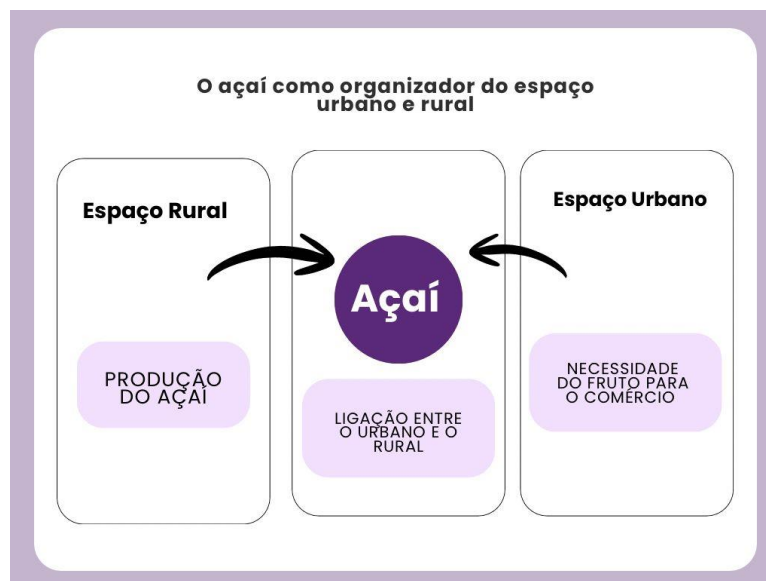 O açaí como organizador do espaço
urbano e rural
Espaço Rural
PRODUÇÃO
DO AÇAÍ
Açaí
LIGAÇÃO ENTRE
O URBANO E O
RURAL
Espaço Urbano
NECESSIDADE
DO FRUTO PARA
O COMÉRCIO